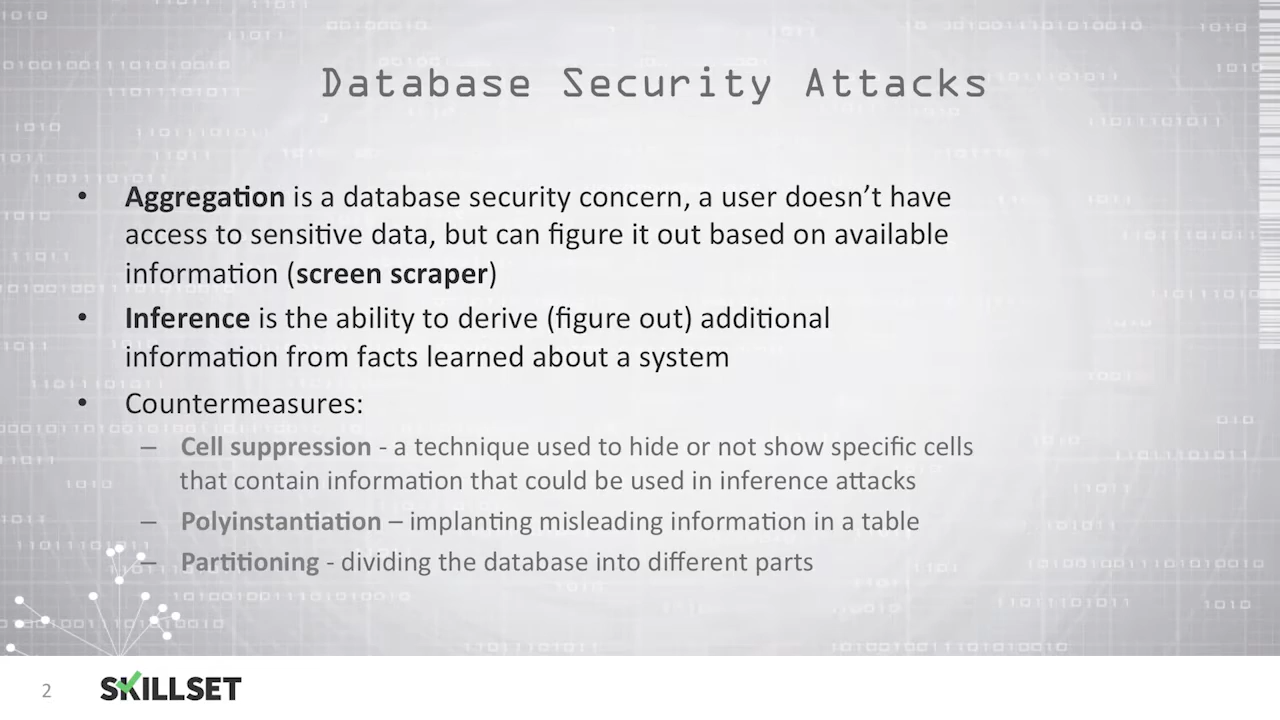 Database Security Attacks
• Aggregation is a database security concern, a user doesn’t have
access to sensitive data, but can figure it out based on available
information (screen scraper)
• Inference is the ability to derive (figure out) additional
information from facts learned about a system
• Countermeasures:
– Cell suppression - a technique used to hide or not show specific cells
that contain information that could be used in inference attacks
– Polyinstantiation – implanting misleading information in a table
– Partitioning - dividing the database into different parts
2
SKILLSET